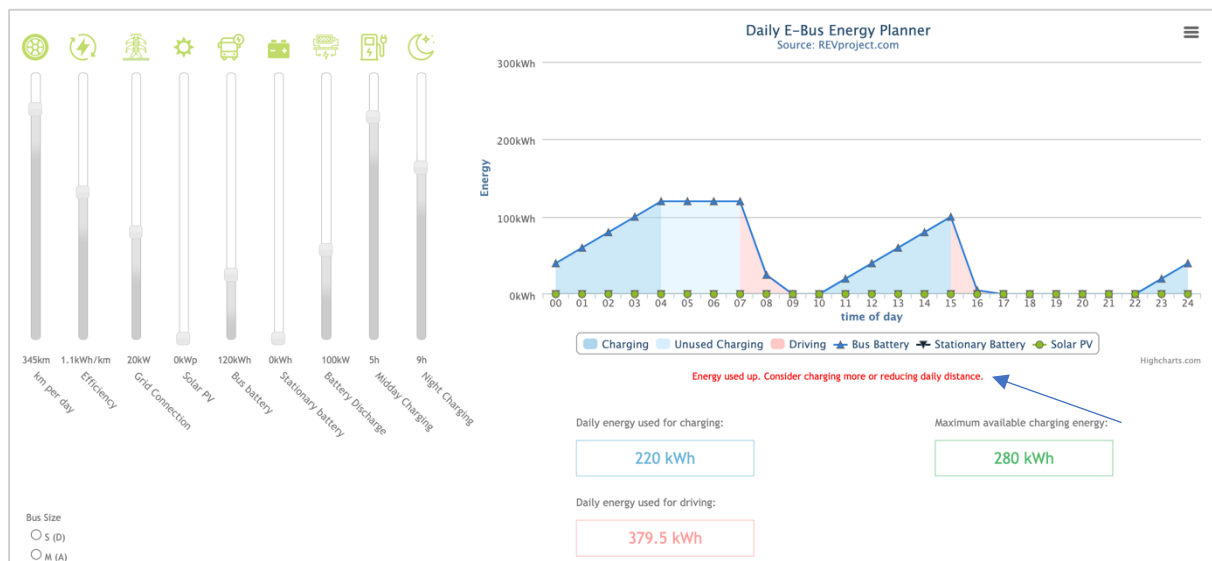 Daily E-Bus Energy Planner
Source: REVproject.com
300kWh
200kWh
100kWh
0kWh
Energy
00 01 02 03 04 05 06 07 08 09 10 11 12 13 14 15 16 17 18 19 20 21 22 23 24
time of day
Charging Unused Charging Driving Bus Battery Stationary Battery Solar PV
Highcharts.com
345km 1.1kWh/km 20kW 0kWp 120kWh 0kWh 100kW 5h 9h
km per day
Efficiency
Grid Connection
Solar PV
Bus battery
Stationary battery
Battery Discharge
Midday Charging
Night Charging
Energy used up. Consider charging more or reducing daily distance.
Daily energy used for charging:
220 kWh
Maximum available charging energy:
280 kWh
Daily energy used for driving:
379.5 kWh
Bus Size
S (D)
M (A)